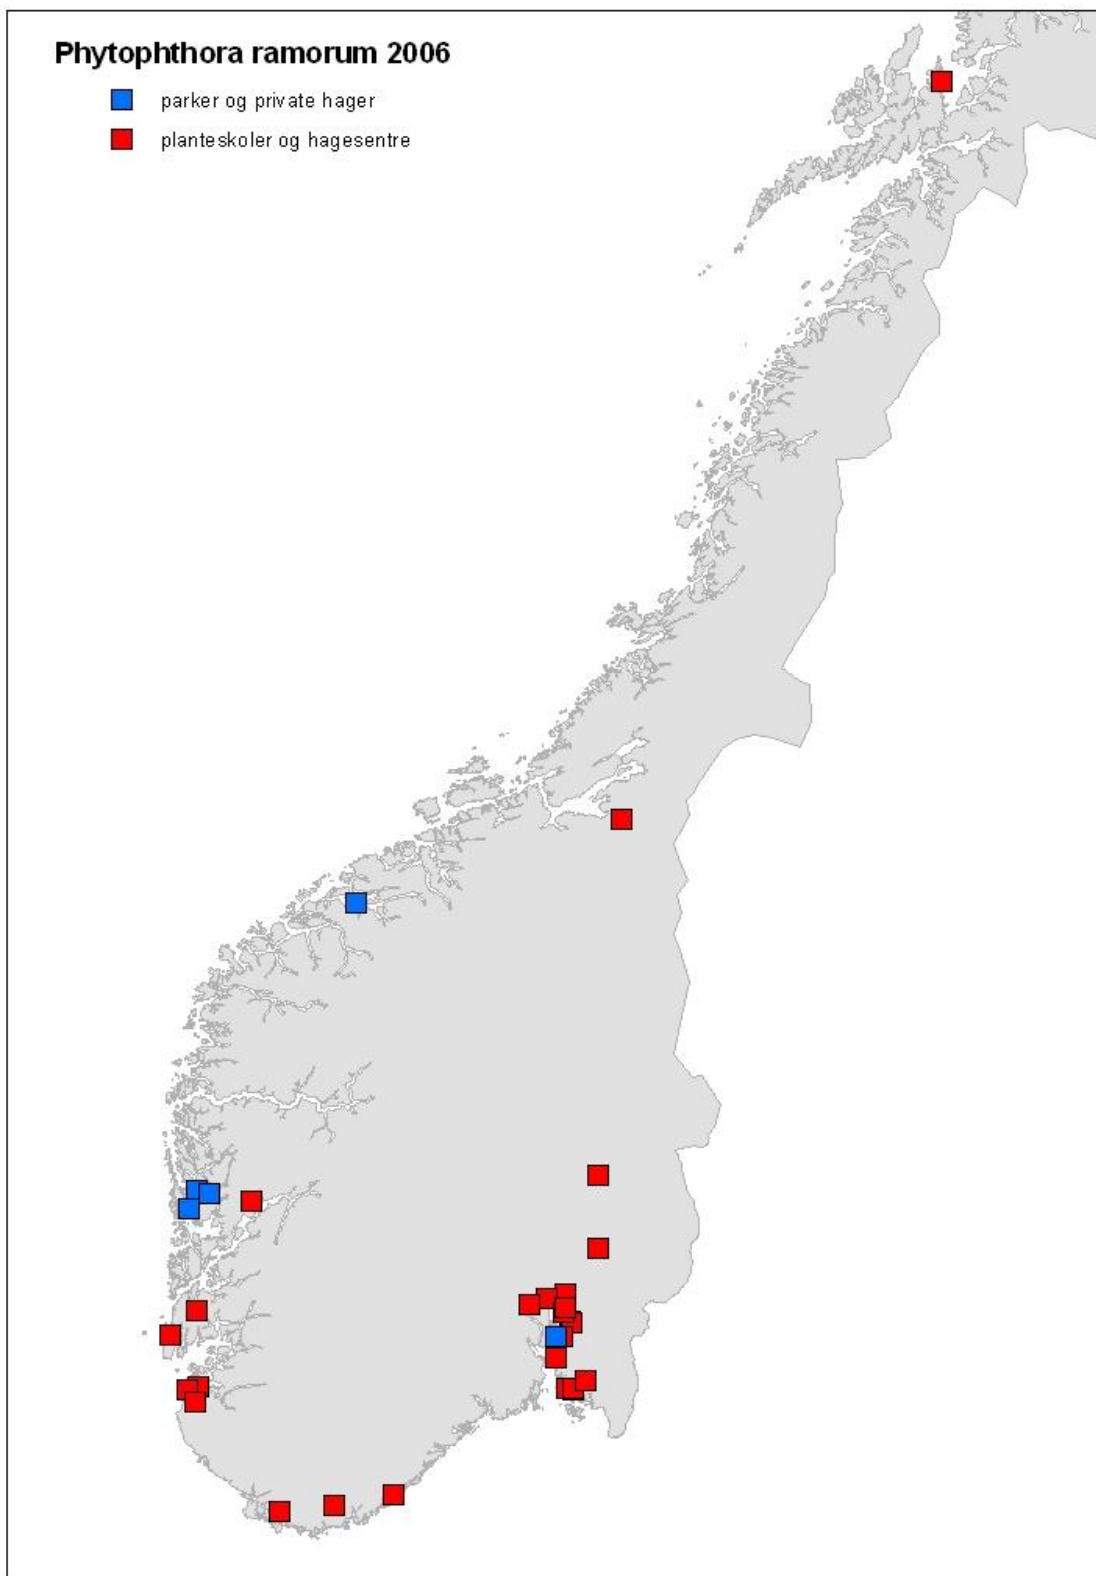 Phytophthora ramorum 2006
parker og private hager
planteskoler og hagesentre